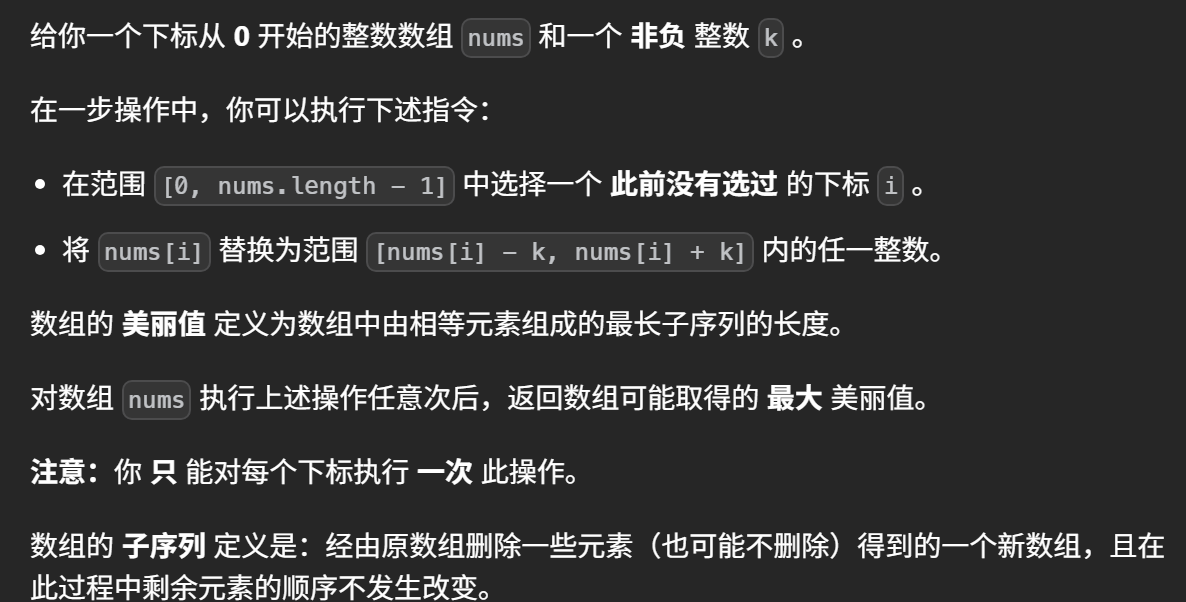 给你一个下标从 0 开始的整数数组 nums 和一个 非负 整数 k 。
在一步操作中，你可以执行下述指令：
• 在范围 [0, nums.length - 1] 中选择一个 此前没有选过 的下标 i 。
• 将 nums[i] 替换为范围 [nums[i] - k, nums[i] + k] 内的任一整数。
数组的 美丽值 定义为数组中由相等元素组成的最长子序列的长度。
对数组 nums 执行上述操作任意次后，返回数组可能取得的 最大 美丽值。
注意：你 只 能对每个下标执行 一次 此操作。
数组的 子序列 定义是：经由原数组删除一些元素（也可能不删除）得到的一个新数组，且在
此过程中剩余元素的顺序不发生改变。